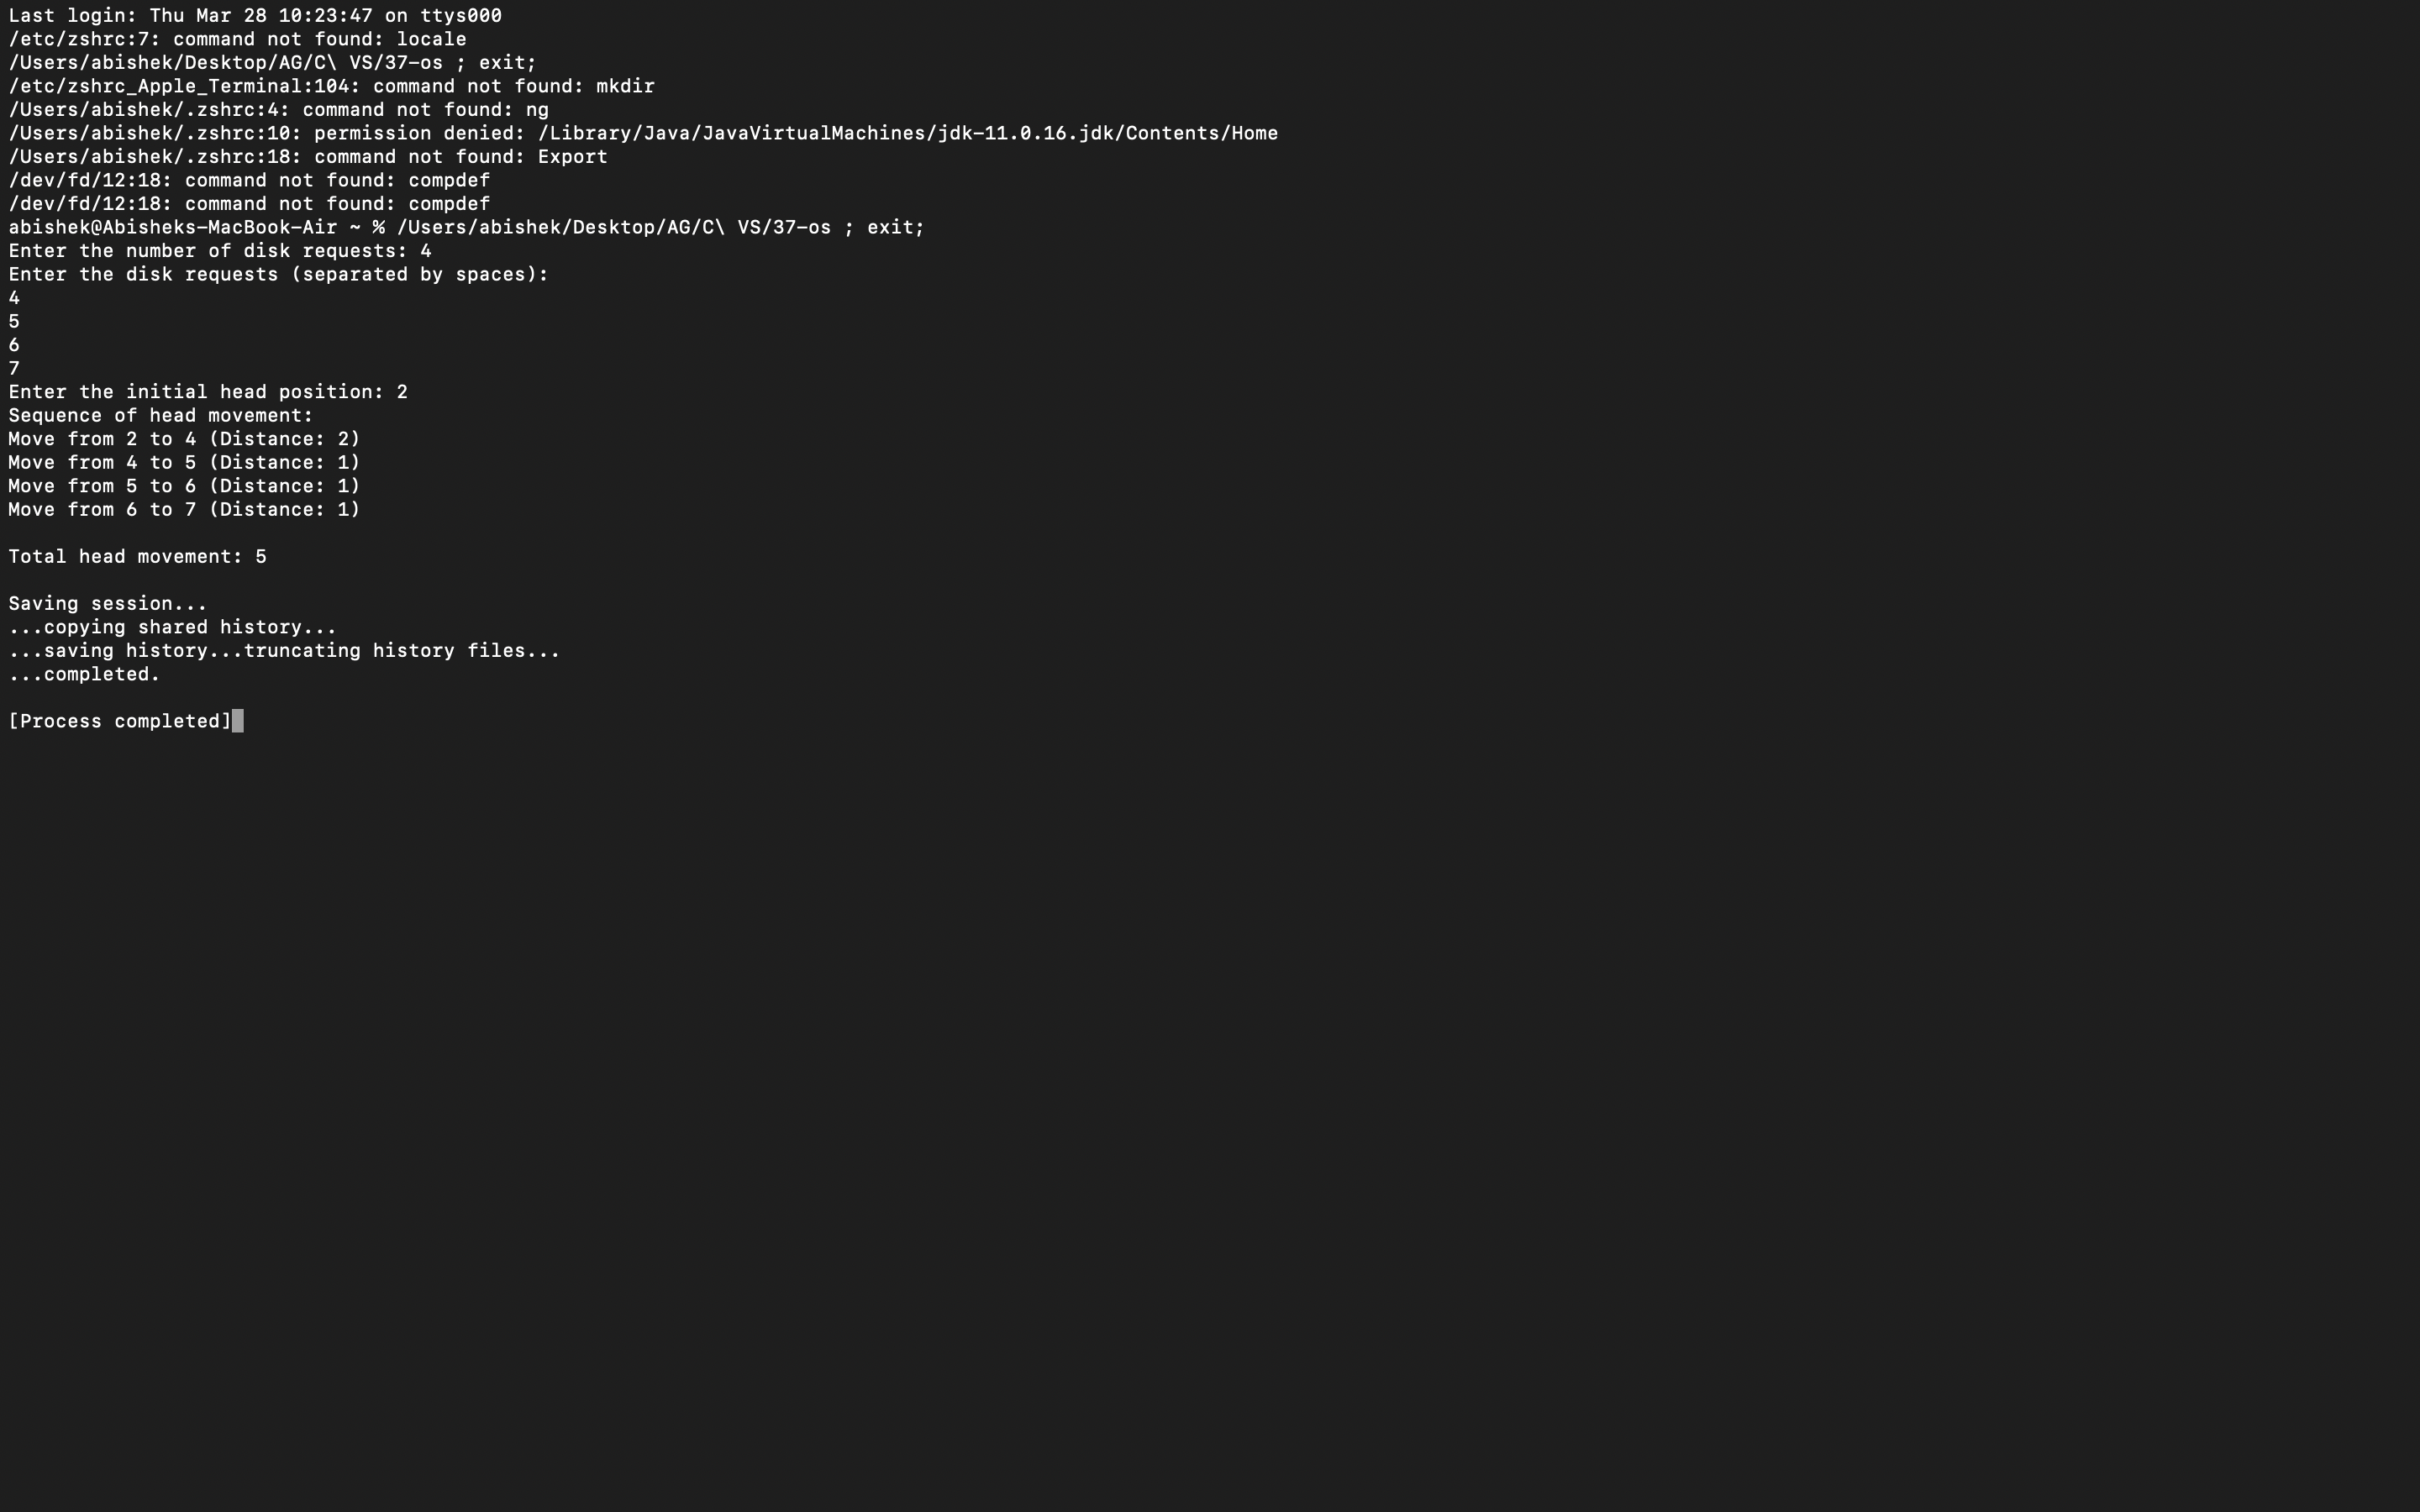 Last login: Thu Mar 28 10:23:47 on ttys000
/etc/zshrc:7: command not found: locale
/Users/abishek/Desktop/AG/C\ VS/37-os ; exit;
/etc/zshrc_Apple_Terminal:104: command not found: mkdir
/Users/abishek/.zshrc:4: command not found: ng
/Users/abishek/.zshrc:10: permission denied: /Library/Java/JavaVirtualMachines/jdk-11.0.16.jdk/Contents/Home
/Users/abishek/.zshrc:18: command not found: Export
/dev/fd/12:18: command not found: compdef
/dev/fd/12:18: command not found: compdef
abishek@Abisheks-MacBook-Air ~ % /Users/abishek/Desktop/AG/C\ VS/37-os ; exit;
Enter the number of disk requests: 4
Enter the disk requests (separated by spaces):
4
5
6
7
Enter the initial head position: 2
Sequence of head movement:
Move from 2 to 4 (Distance: 2)
Move from 4 to 5 (Distance: 1)
Move from 5 to 6 (Distance: 1)
Move from 6 to 7 (Distance: 1)
Total head movement: 5
Saving session...
...copying shared history...
...saving history...truncating history files...
...completed.
[Process completed]